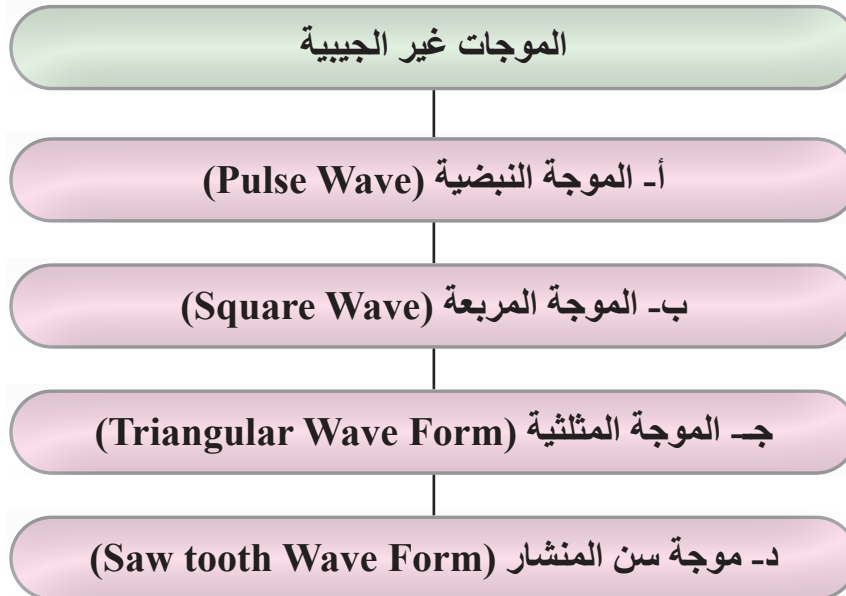 الموجات غير الجيبية
أ- الموجة النبضية (Pulse Wave)
ب- الموجة المربعة (Square Wave)
جـ- الموجة المثلثية (Triangular Wave Form)
د- موجة سن المنشار (Saw tooth Wave Form)